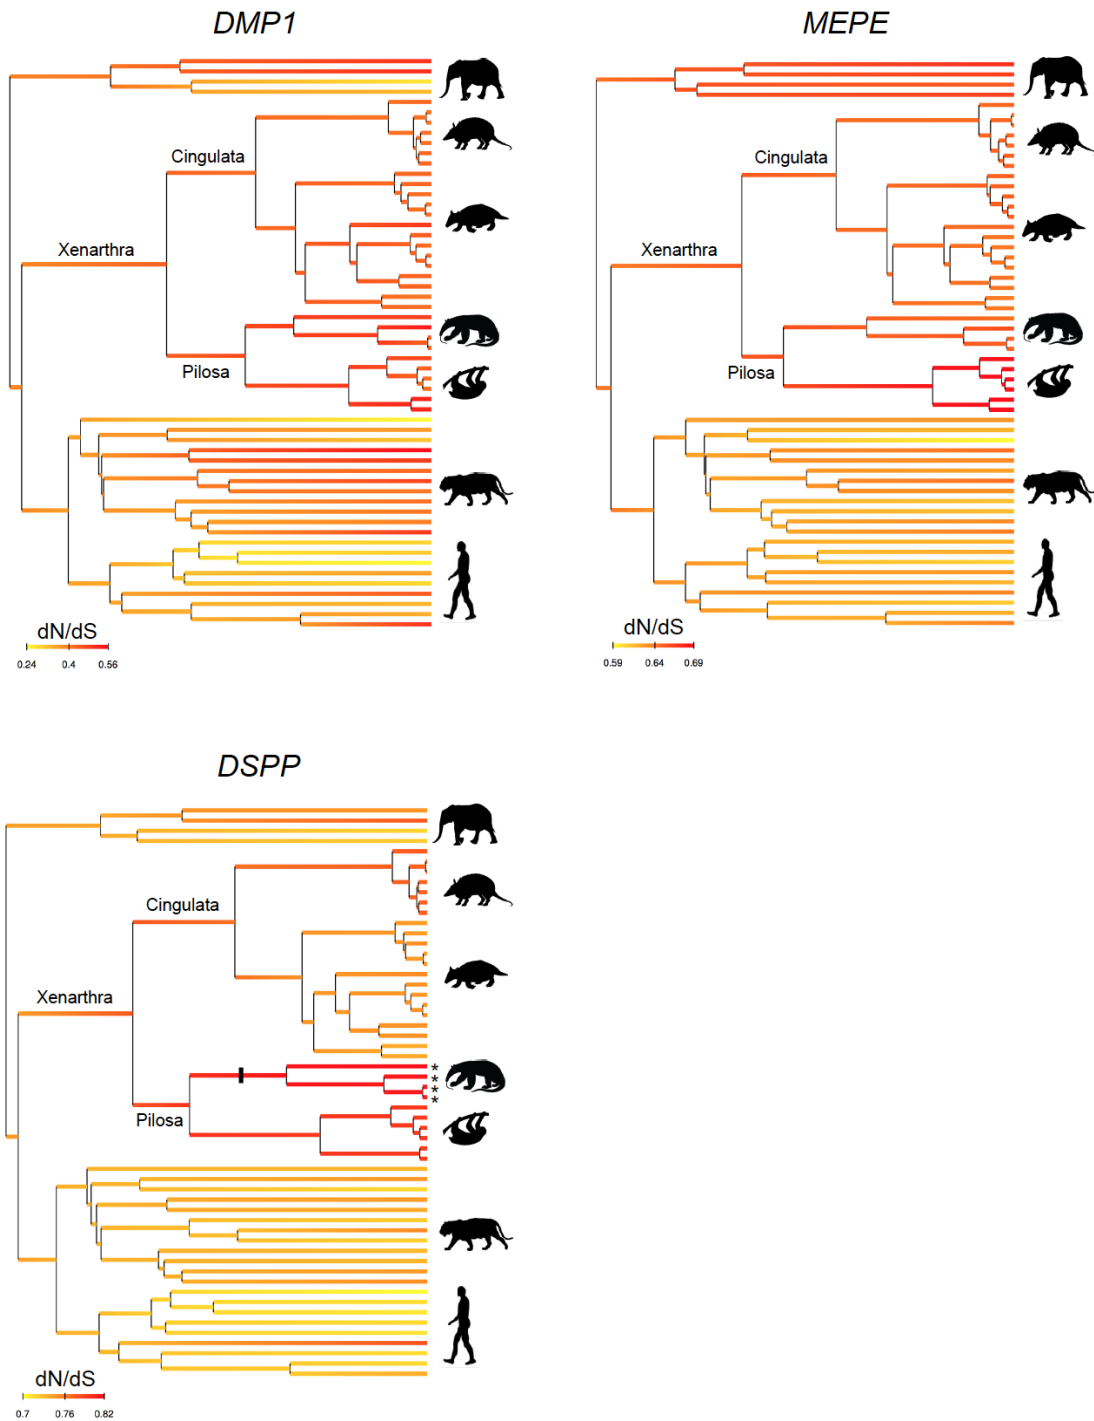 DMP1
Cingulata
Xenarthra
Pilosa
dN/dS
0.24 0.4 0.56
MEPE
Cingulata
Xenarthra
Pilosa
dN/dS
0.59 0.64 0.69
DSPP
Cingulata
Xenarthra
*
*
*
*
Pilosa
dN/dS
0.7 0.76 0.82